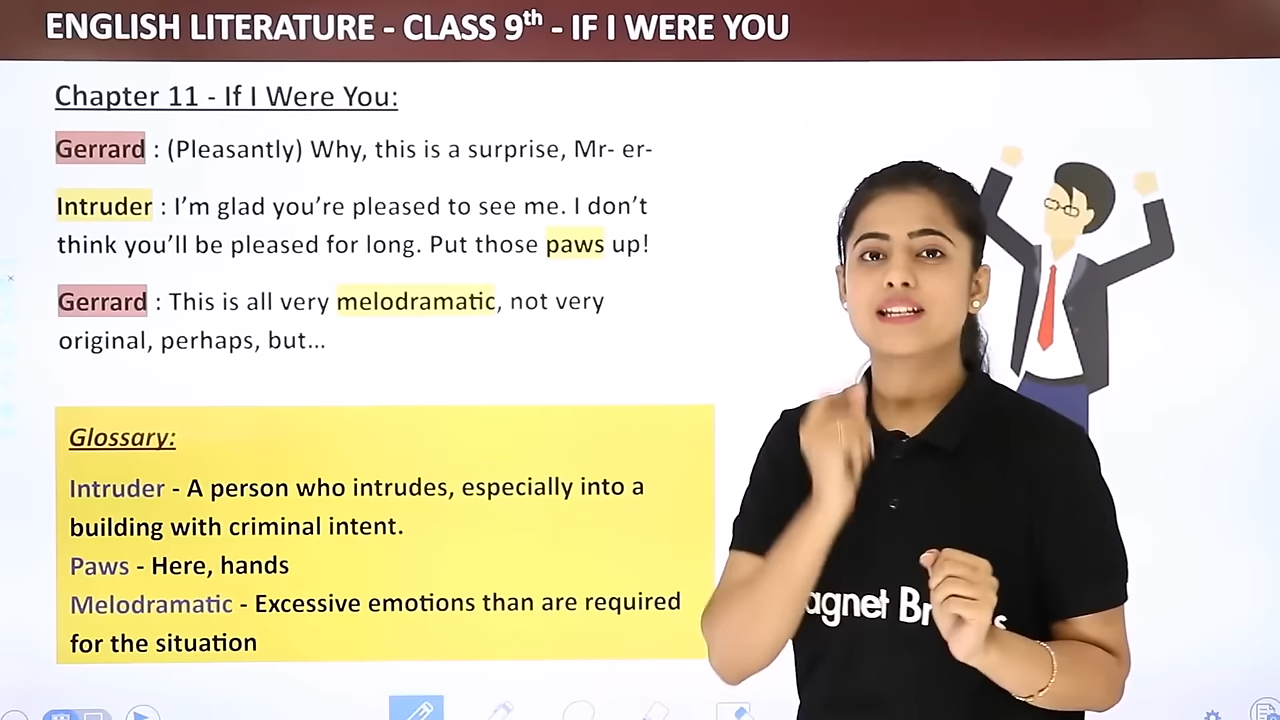 ENGLISH LITERATURE - CLASS 9th - IF I WERE YOU
Chapter 11 - If I Were You:
Gerrard : (Pleasantly) Why, this is a surprise, Mr- er-
Intruder : I'm glad you're pleased to see me. I don't
think you'll be pleased for long. Put those paws up!
Gerrard : This is all very melodramatic, not very
original, perhaps, but...
Glossary:
Intruder - A person who intrudes, especially into a
building with criminal intent.
Paws - Here, hands
Melodramatic - Excessive emotions than are required
for the situation